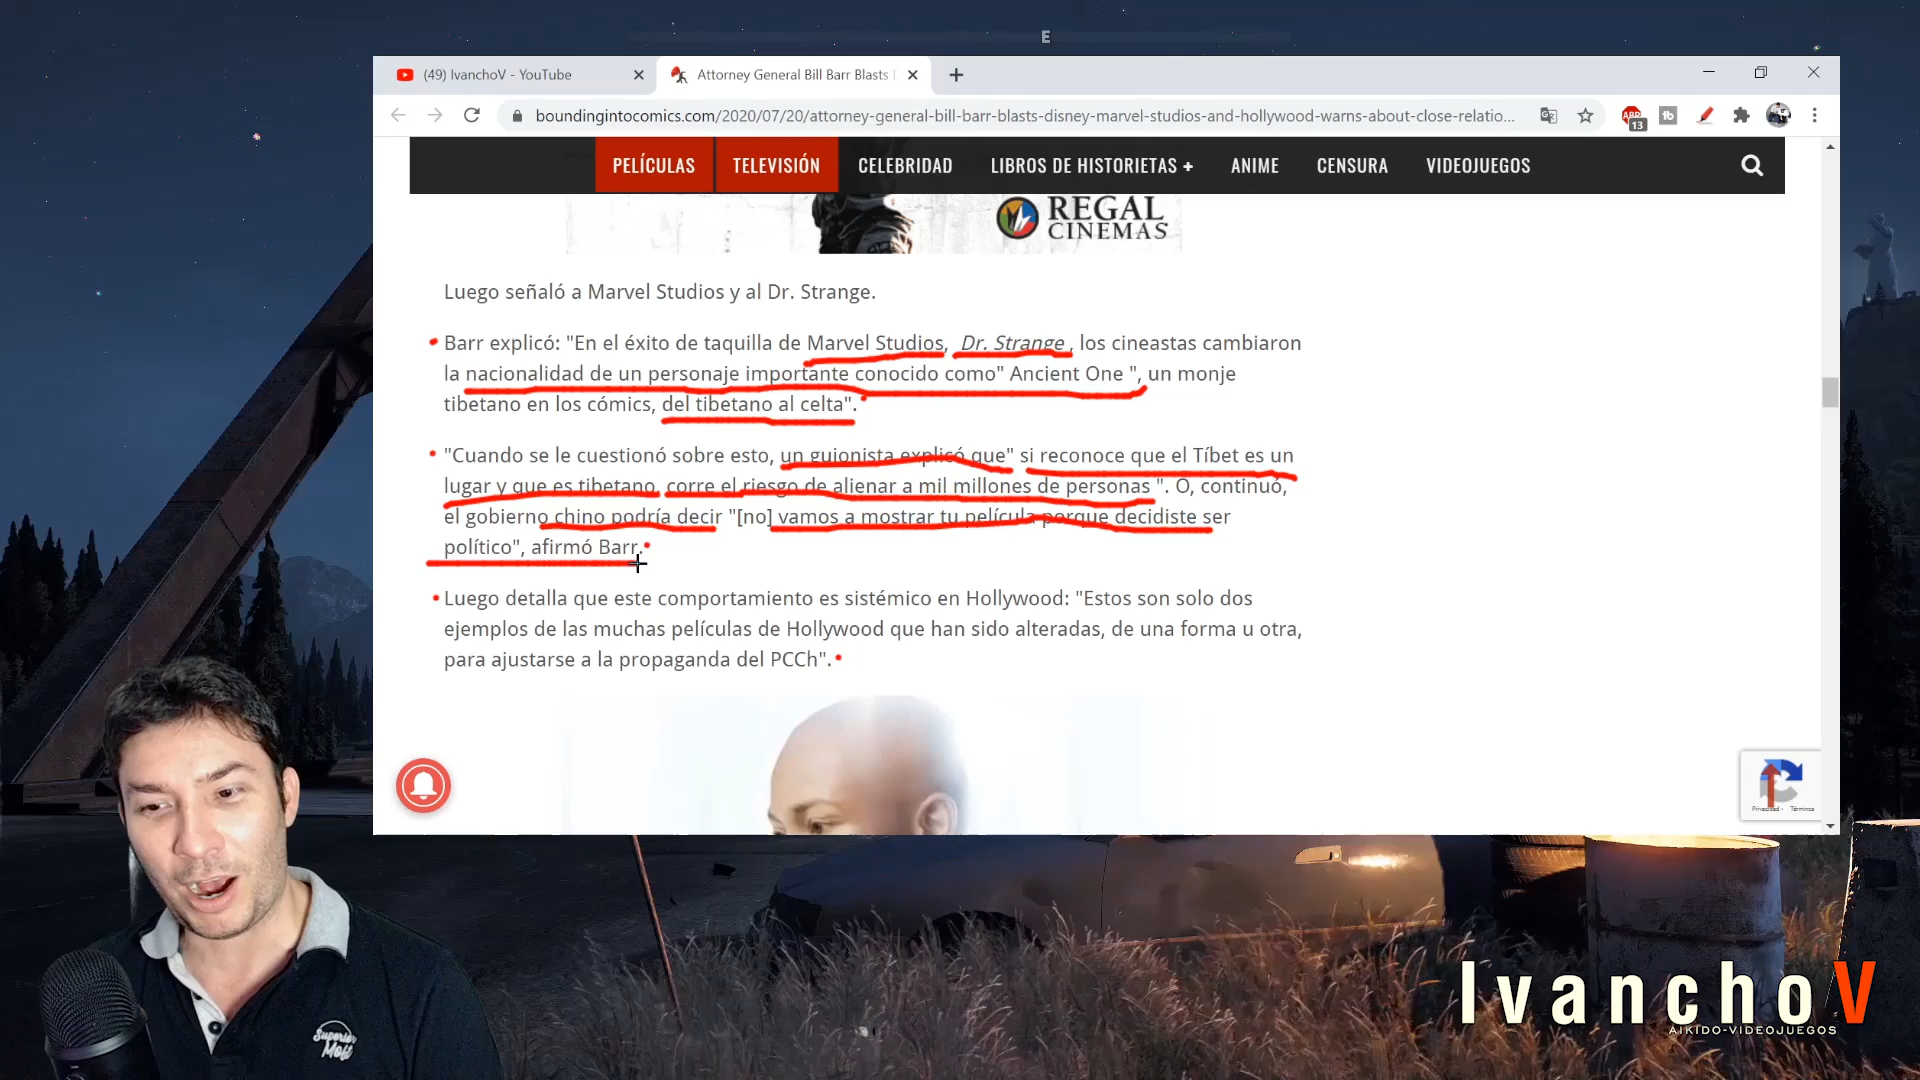 E
(49) IvanchoV - YouTube
Attorney General Bill Barr Blasts
boundingintocomics.com/2020/07/20/attorney-general-bill-barr-blasts-disney-marvel-studios-and-hollywood-warns-about-close-relatio...
ABP
13
tb
PELÍCULAS
TELEVISIÓN
CELEBRIDAD
LIBROS DE HISTORIETAS +
ANIME
CENSURA
VIDEOJUEGOS
REGAL
CINEMAS
Luego señaló a Marvel Studios y al Dr. Strange.
Barr explicó: "En el éxito de taquilla de Marvel Studios, Dr. Strange , los cineastas cambiaron
la nacionalidad de un personaje importante conocido como" Ancient One ", un monje
tibetano en los cómics, del tibetano al celta".
"Cuando se le cuestionó sobre esto, un guionista explicó que" si reconoce que el Tíbet es un
lugar y que es tibetano, corre el riesgo de alienar a mil millones de personas ". O, continuó,
el gobierno chino podría decir "[no] vamos a mostrar tu película porque decidiste ser
político", afirmó Barr.
Luego detalla que este comportamiento es sistémico en Hollywood: "Estos son solo dos
ejemplos de las muchas películas de Hollywood que han sido alteradas, de una forma u otra,
para ajustarse a la propaganda del PCCh".
Privacidad - Términos
Superior
Moft
IvanchoV
AIKIDO-VIDEOJUEGOS